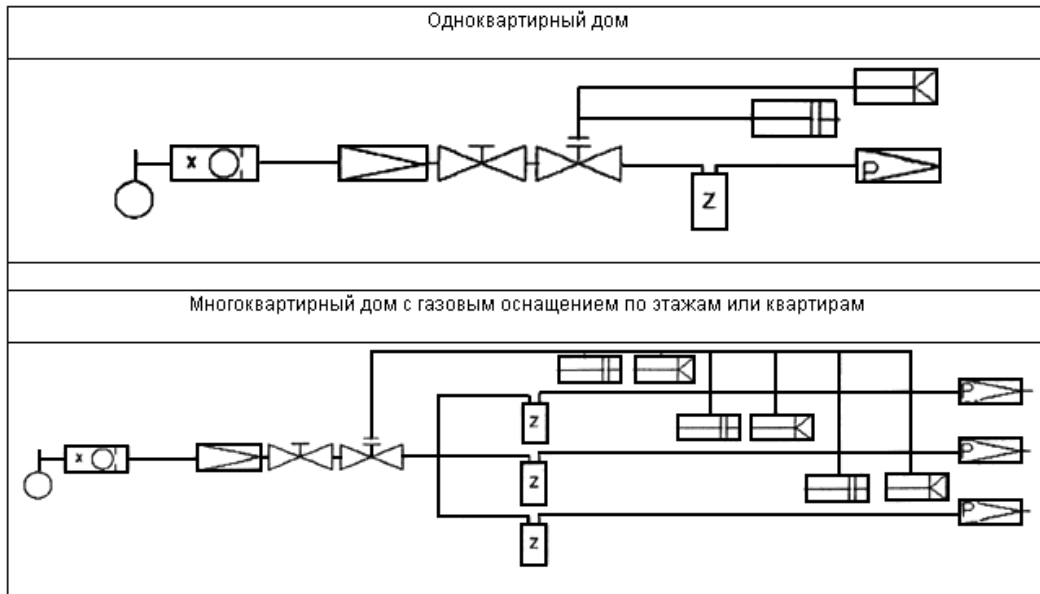 Одноквартирный дом
x
Z
P
Многоквартирный дом с газовым оснащением по этажам или квартирам
Z
P
x
Z
P
Z
P